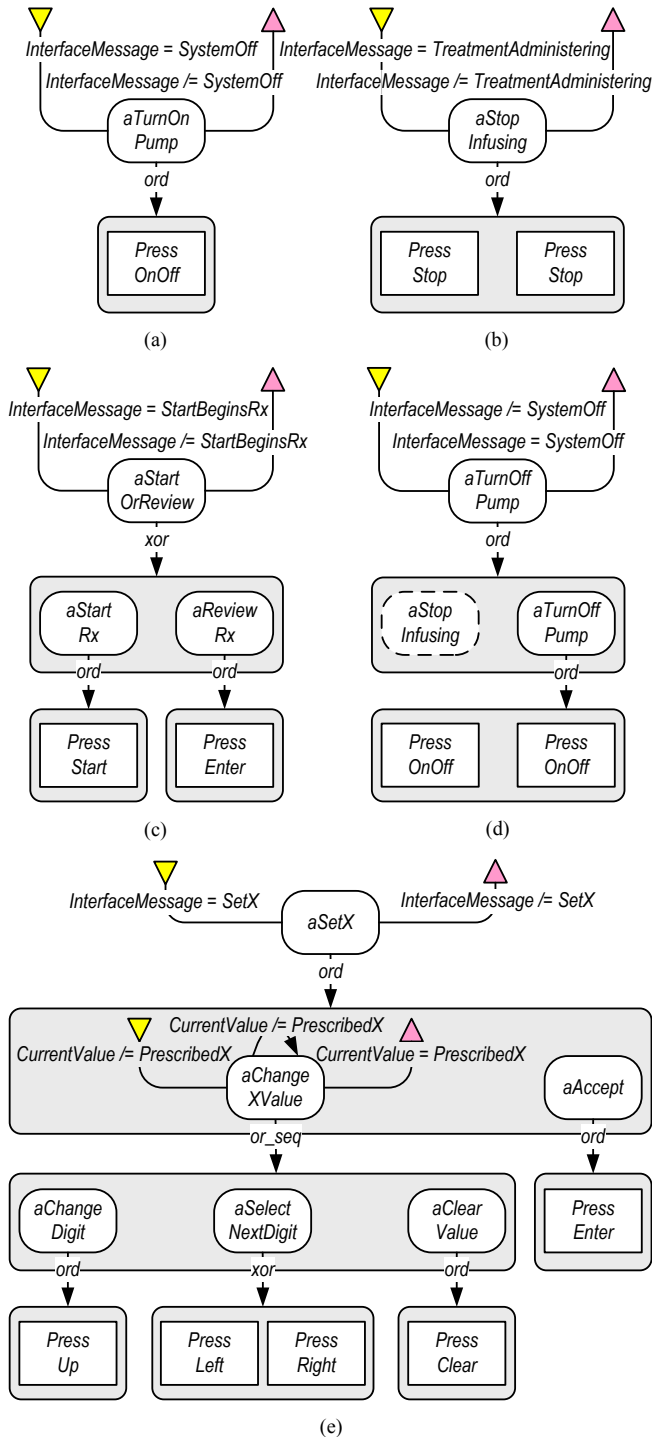 InterfaceMessage = SystemOff
InterfaceMessage /= SystemOff
aTurnOn
Pump
ord
Press
OnOff
(a)
InterfaceMessage = TreatmentAdministering
InterfaceMessage /= TreatmentAdministering
aStop
Infusing
ord
Press
Stop
Press
Stop
(b)
InterfaceMessage = StartBeginsRx
InterfaceMessage /= StartBeginsRx
aStart
OrReview
xor
aStart
Rx
aReview
Rx
ord
ord
Press
Start
Press
Enter
(c)
InterfaceMessage /= SystemOff
InterfaceMessage = SystemOff
aTurnOff
Pump
ord
aStop
Infusing
aTurnOff
Pump
ord
Press
OnOff
Press
OnOff
(d)
InterfaceMessage = SetX
aSetX
InterfaceMessage /= SetX
ord
CurrentValue /= PrescribedX
CurrentValue /= PrescribedX
CurrentValue = PrescribedX
aChange
XValue
aAccept
or_seq
ord
aChange
Digit
aSelect
NextDigit
aClear
Value
Press
Enter
ord
xor
ord
Press
Up
Press
Left
Press
Right
Press
Clear
(e)